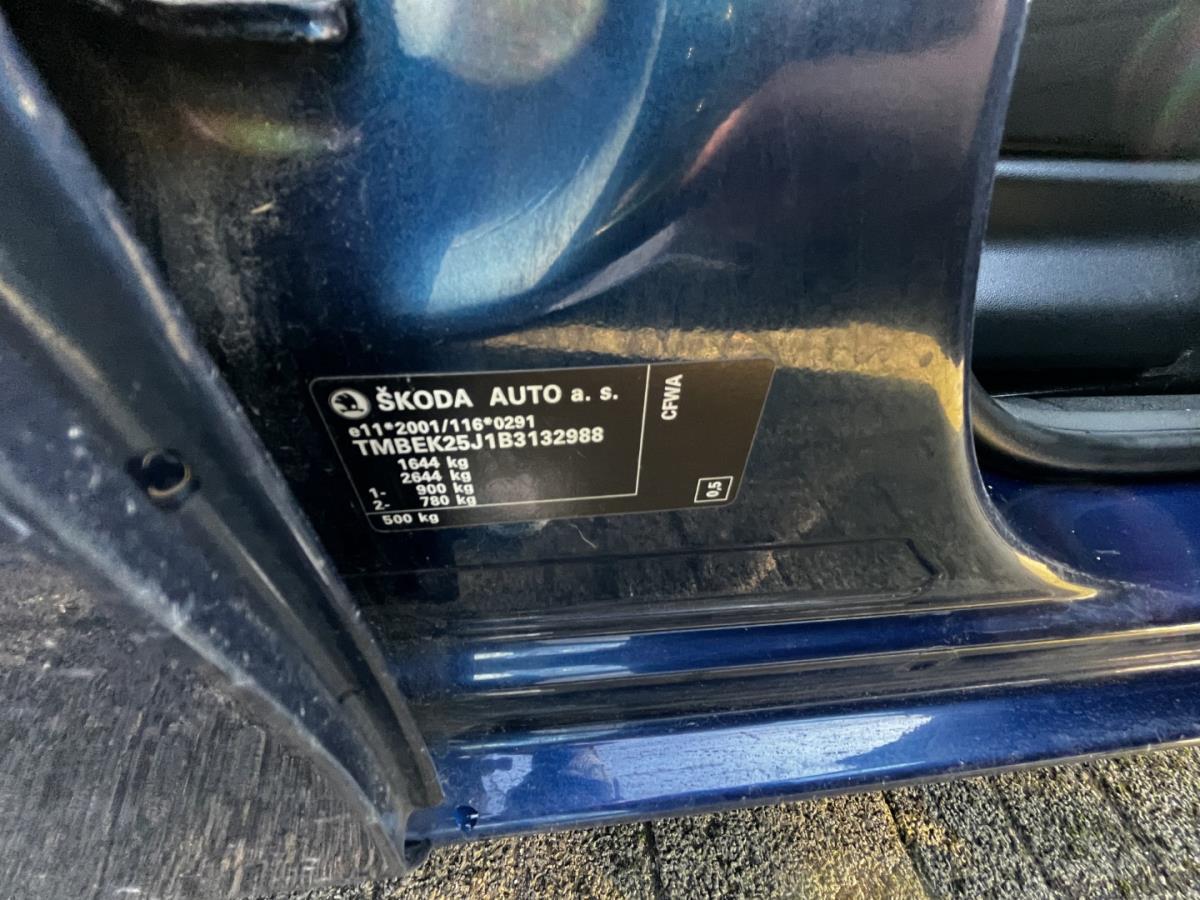 ŠKODA AUTO a. s.
e11*2001/116*0291
TMBEK25J1B3132988
1644 kg
2644 kg
1- 900 kg
2- 780 kg
500 kg
CFWA
0,5